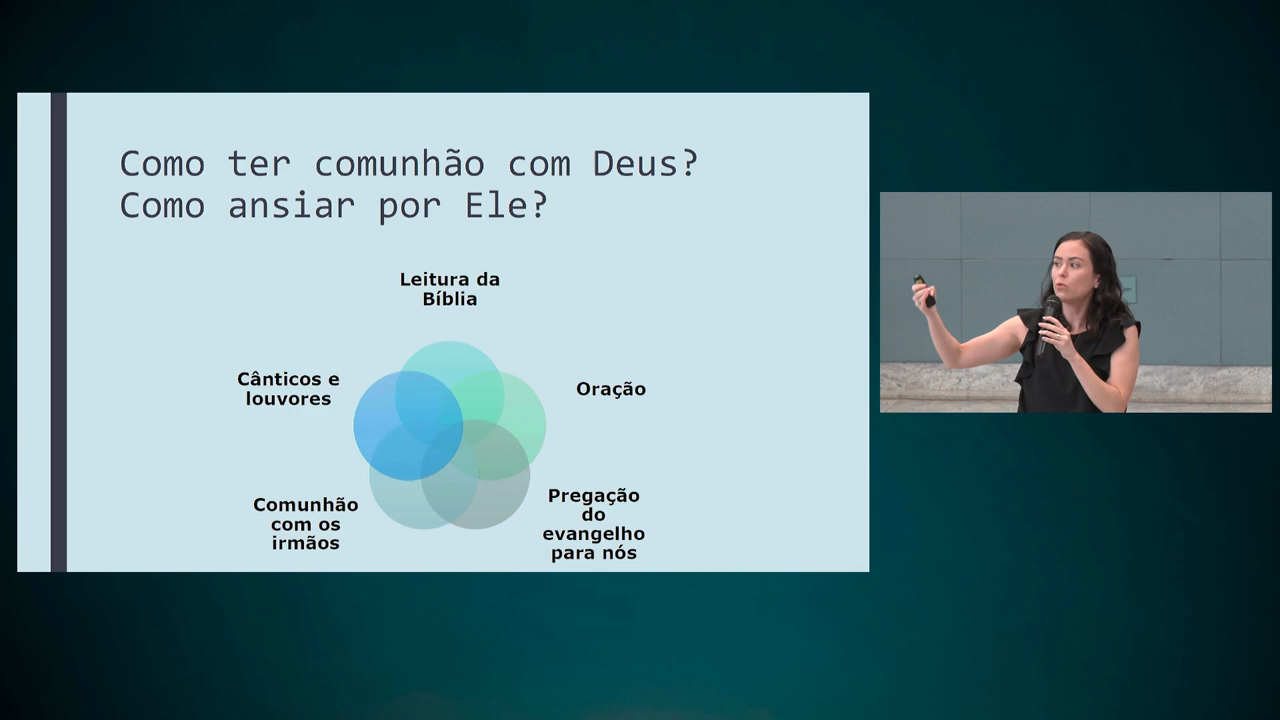 Como ter comunhão com Deus?
Como ansiar por Ele?
Leitura da
Bíblia
Oração
Pregação
do
evangelho
para nós
Comunhão
com os
irmãos
Cânticos e
louvores